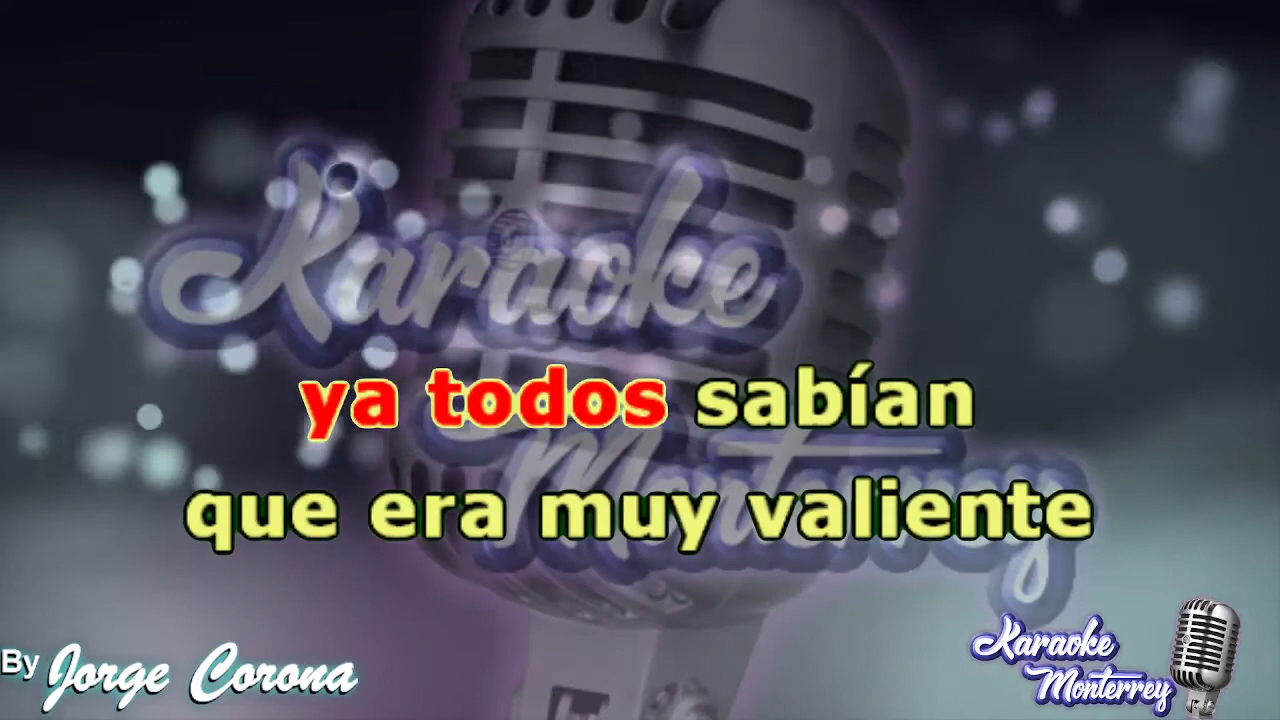 Karaoke
Monterrey
ya todos sabían
que era muy valiente
By Jorge Corona
Karaoke
Monterrey